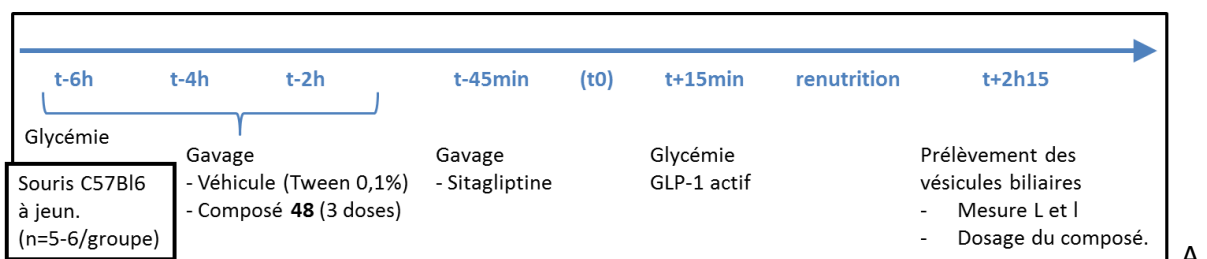 t-6h t-4h t-2h t-45min (t0) t+15min renutrition t+2h15
Glycémie
Souris C57Bl6
à jeun.
(n=5-6/groupe)
Gavage
- Véhicule (Tween 0,1%)
- Composé 48 (3 doses)
Gavage
- Sitagliptine
Glycémie
GLP-1 actif
Prélèvement des
vésicules biliaires
- Mesure L et l
- Dosage du composé.
A